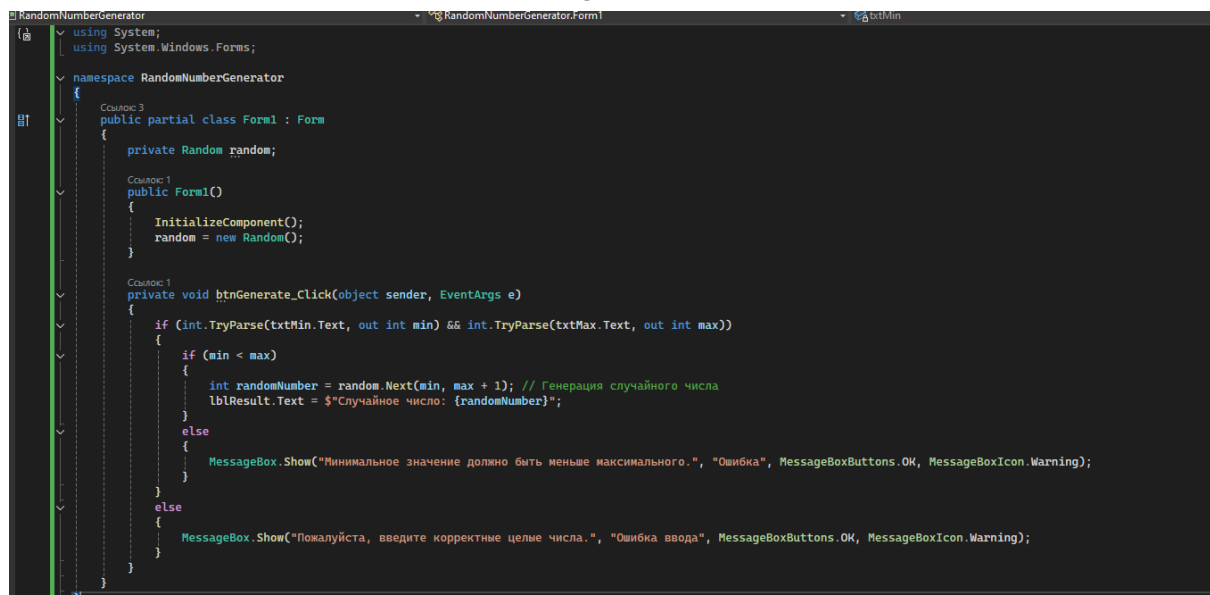 RandomNumberGenerator RandomNumberGenerator.Form1 txtMin
using System;
using System.Windows.Forms;
namespace RandomNumberGenerator
{
Ссылок: 3
public partial class Form1 : Form
{
private Random random;
Ссылок: 1
public Form1()
{
InitializeComponent();
random = new Random();
}
Ссылок: 1
private void btnGenerate_Click(object sender, EventArgs e)
{
if (int.TryParse(txtMin.Text, out int min) && int.TryParse(txtMax.Text, out int max))
{
if (min < max)
{
int randomNumber = random.Next(min, max + 1); // Генерация случайного числа
lblResult.Text = $"Случайное число: {randomNumber}";
}
else
{
MessageBox.Show("Минимальное значение должно быть меньше максимального.", "Ошибка", MessageBoxButtons.OK, MessageBoxIcon.Warning);
}
}
else
{
MessageBox.Show("Пожалуйста, введите корректные целые числа.", "Ошибка ввода", MessageBoxButtons.OK, MessageBoxIcon.Warning);
}
}
}
}